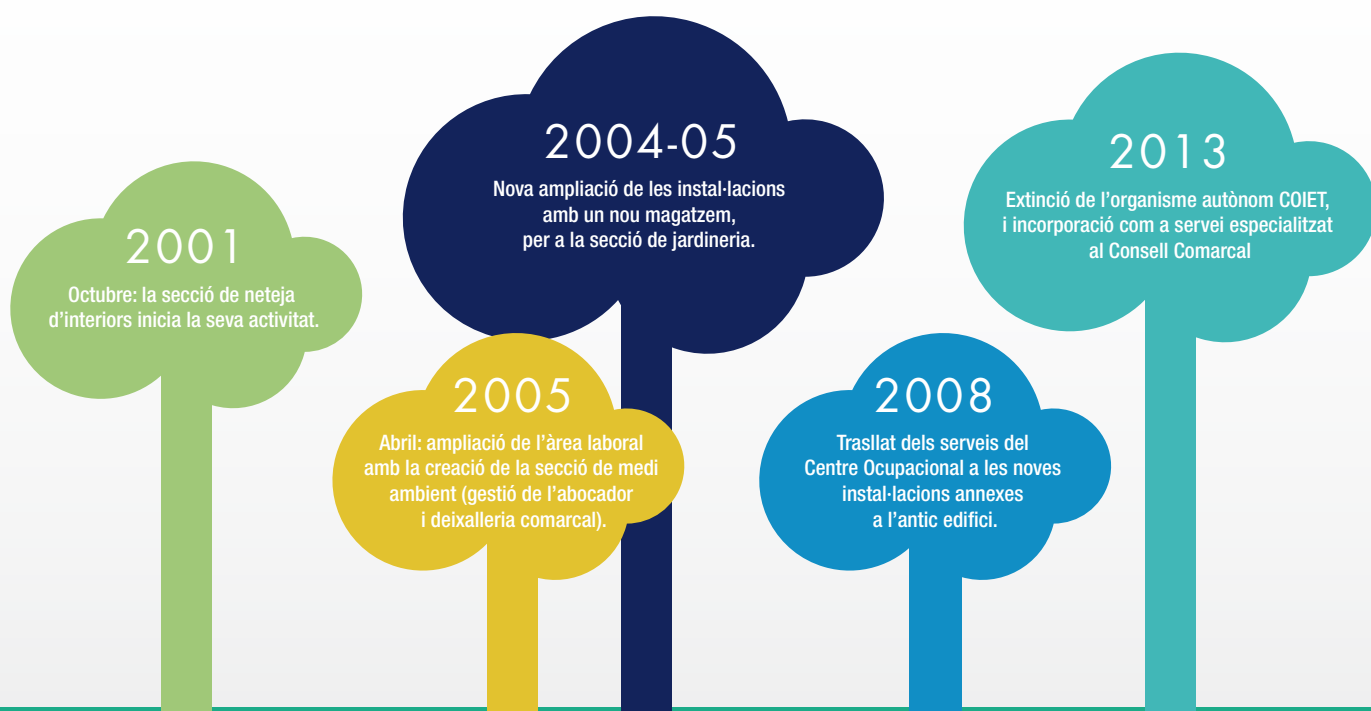 2001
Octubre: la secció de neteja
d'interiors inicia la seva activitat.
2004-05
Nova ampliació de les instal·lacions
amb un nou magatzem,
per a la secció de jardineria.
2005
Abril: ampliació de l'àrea laboral
amb la creació de la secció de medi
ambient (gestió de l'abocador
i deixalleria comarcal).
2008
Trasllat dels serveis del
Centre Ocupacional a les noves
instal·lacions annexes
a l'antic edifici.
2013
Extinció de l'organisme autònom COIET,
i incorporació com a servei especialitzat
al Consell Comarcal